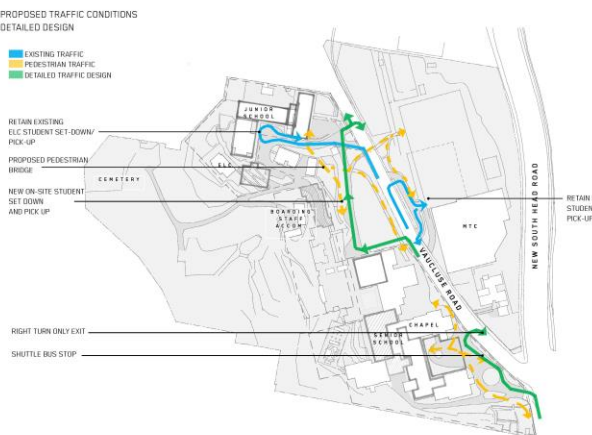 PROPOSED TRAFFIC CONDITIONS
DETAILED DESIGN
EXISTING TRAFFIC
PEDESTRIAN TRAFFIC
DETAILED TRAFFIC DESIGN
JUNIOR
SCHOOL
RETAIN EXISTING
ELC STUDENT SET-DOWN/
PICK-UP
PROPOSED PEDESTRIAN
BRIDGE
ELC
CEMETERY
NEW ON-SITE STUDENT
SET DOWN
AND PICK UP
BOARDING
STAFF
ACCOM
RETAIN
STUDEN
PICK-UP
MTC
NEW SOUTH HEAD ROAD
VAUCLUSE ROAD
CHAPEL
RIGHT TURN ONLY EXIT
SENIOR
SCHOOL
SHUTTLE BUS STOP